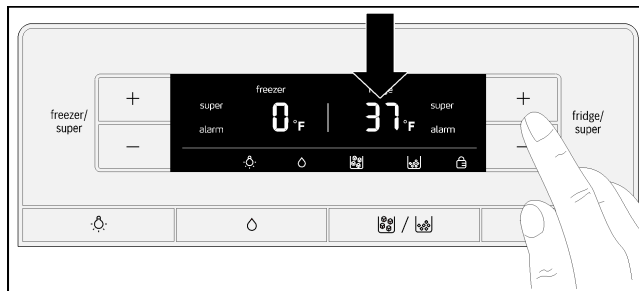 freezer
super
super
0 °F
37 °F
alarm
alarm
freezer/
super
+
−
+
−
fridge/
super
/